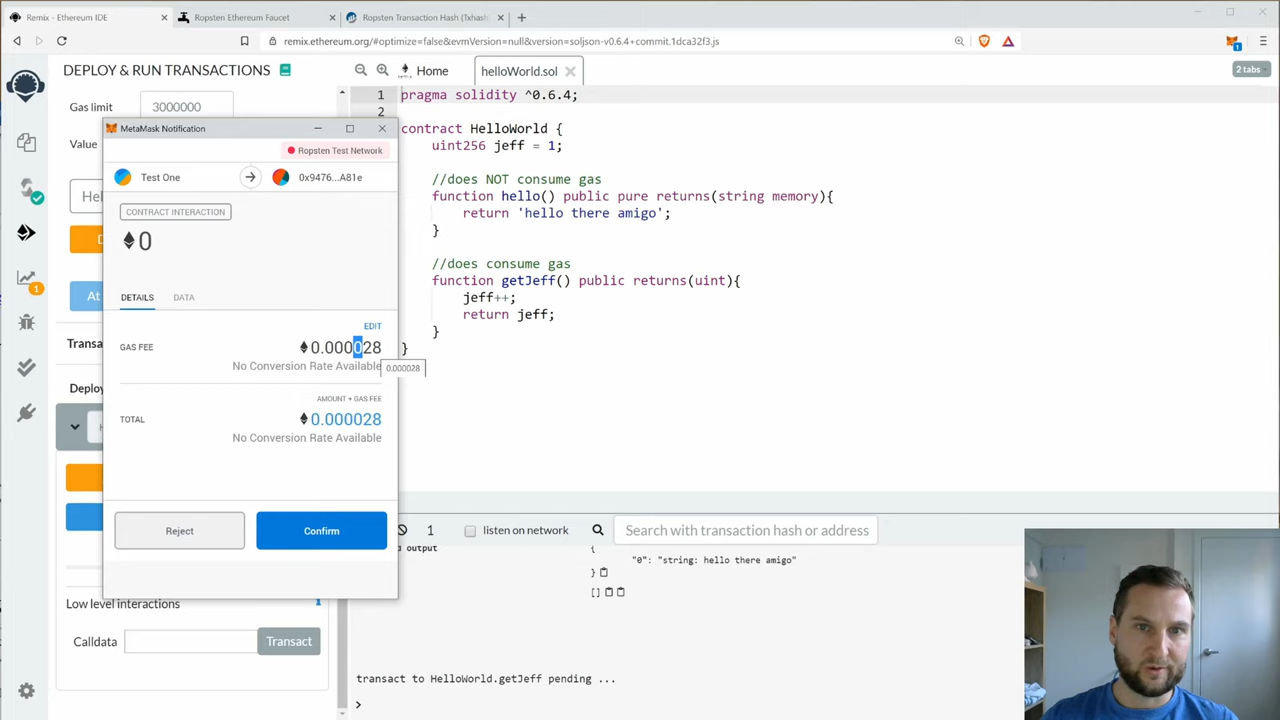 Remix - Ethereum IDE
Ropsten Ethereum Faucet
Ropsten Transaction Hash (Txhash
remix.ethereum.org/#optimize=false&evmVersion=null&version=soljson-v0.6.4+commit.1dca32f3.js
1
DEPLOY & RUN TRANSACTIONS
Home
helloWorld.sol
2 tabs
Gas limit
3000000
Value
Hel
D
At
Transa
Deploy
1
MetaMask Notification
Ropsten Test Network
Test One
0x9476...A81e
CONTRACT INTERACTION
0
DETAILS
DATA
EDIT
GAS FEE
0.000028
No Conversion Rate Available
0.000028
AMOUNT + GAS FEE
TOTAL
0.000028
No Conversion Rate Available
Reject
Confirm
Low level interactions
i
Calldata
Transact
1 pragma solidity ^0.6.4;
2
contract HelloWorld {
uint256 jeff = 1;
//does NOT consume gas
function hello() public pure returns(string memory){
return 'hello there amigo';
}
//does consume gas
function getJeff() public returns(uint){
jeff++;
return jeff;
}
}
1
listen on network
Search with transaction hash or address
d output
{
"0": "string: hello there amigo"
}
[]
transact to HelloWorld.getJeff pending ...
>